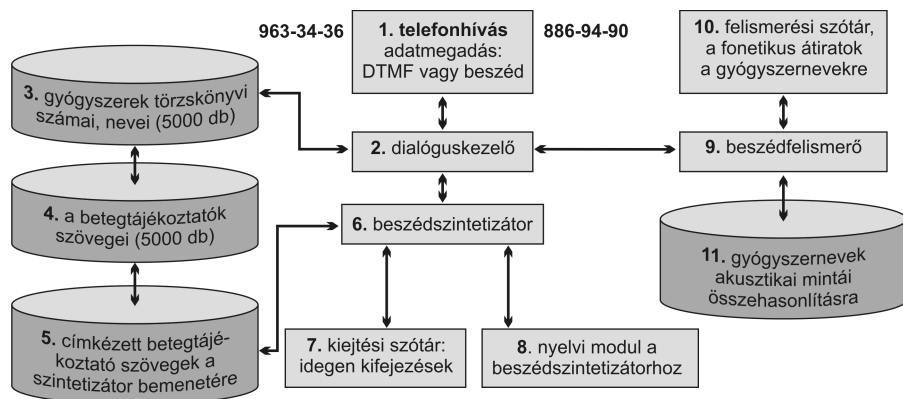 963-34-36
1. telefonhívás
adatmegadás:
DTMF vagy beszéd
886-94-90
10. felismerési szótár,
a fonetikus átiratok
a gyógyszernevekre
3. gyógyszerek törzskönyvi
számai, nevei (5000 db)
2. dialóguskezelő
9. beszédfelismerő
4. a betegtájékoztatók
szövegei (5000 db)
6. beszédszintetizátor
11. gyógyszernevek
akusztikai mintái
összehasonlításra
5. címkézett betegtájé-
koztató szövegek a
szintetizátor bemenetére
7. kiejtési szótár:
idegen kifejezések
8. nyelvi modul a
beszédszintetizátorhoz